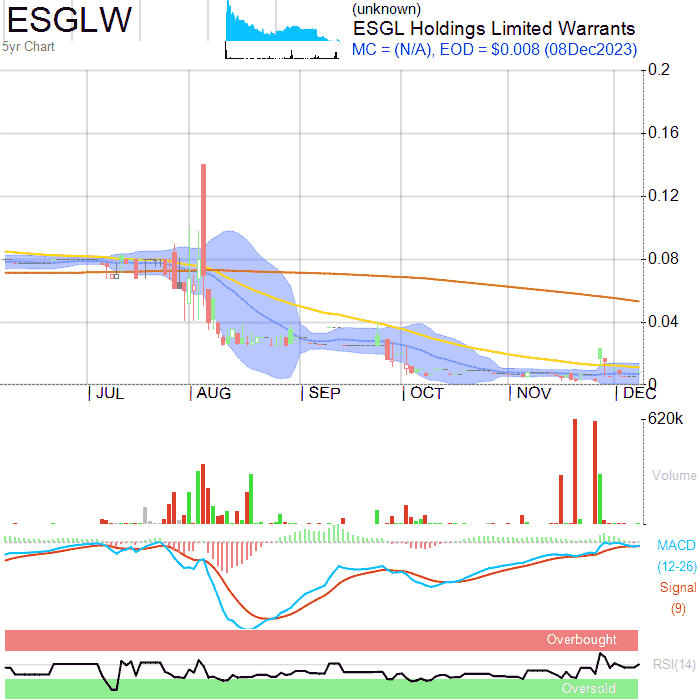 ESGLW
5yr Chart
(unknown)
ESGL Holdings Limited Warrants
MC = (N/A), EOD = $0.008 (08Dec2023)
0.2
0.16
0.12
0.08
0.04
0
JUL AUG SEP OCT NOV DEC
620k
Volume
MACD
(12-26)
Signal
(9)
Overbought
RSI(14)
Oversold